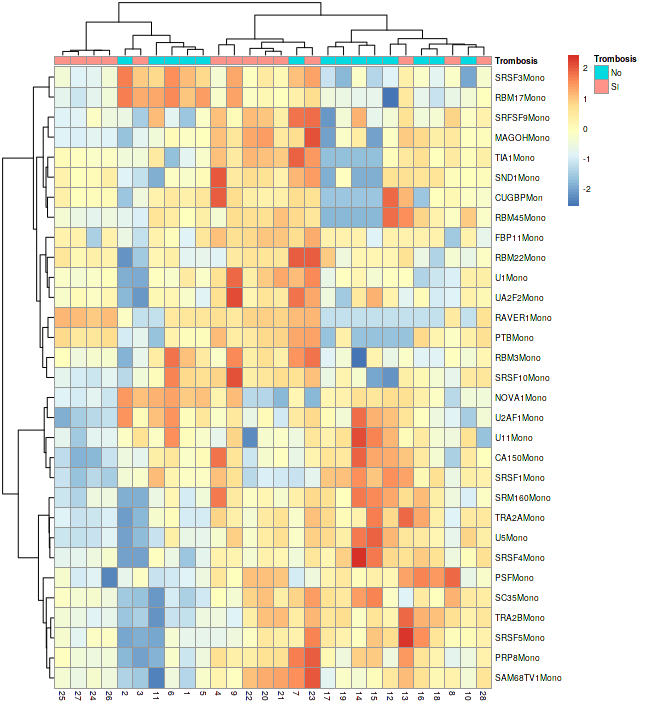 Trombosis
SRSF3Mono
RBM17Mono
SRFSF9Mono
MAGOHMono
TIA1Mono
SND1Mono
CUGBPMon
RBM45Mono
FBP11Mono
RBM22Mono
U1Mono
UA2F2Mono
RAVER1Mono
PTBMono
RBM3Mono
SRSF10Mono
NOVA1Mono
U2AF1Mono
U11Mono
CA150Mono
SRSF1Mono
SRM160Mono
TRA2AMono
U5Mono
SRSF4Mono
PSFMono
SC35Mono
TRA2BMono
SRSF5Mono
PRP8Mono
SAM68TV1Mono
25 27 24 26 2 3 11 6 1 5 4 9 22 20 21 7 23 17 19 14 15 12 13 16 18 8 10 28
2
1
0
-1
-2
Trombosis
No
SI